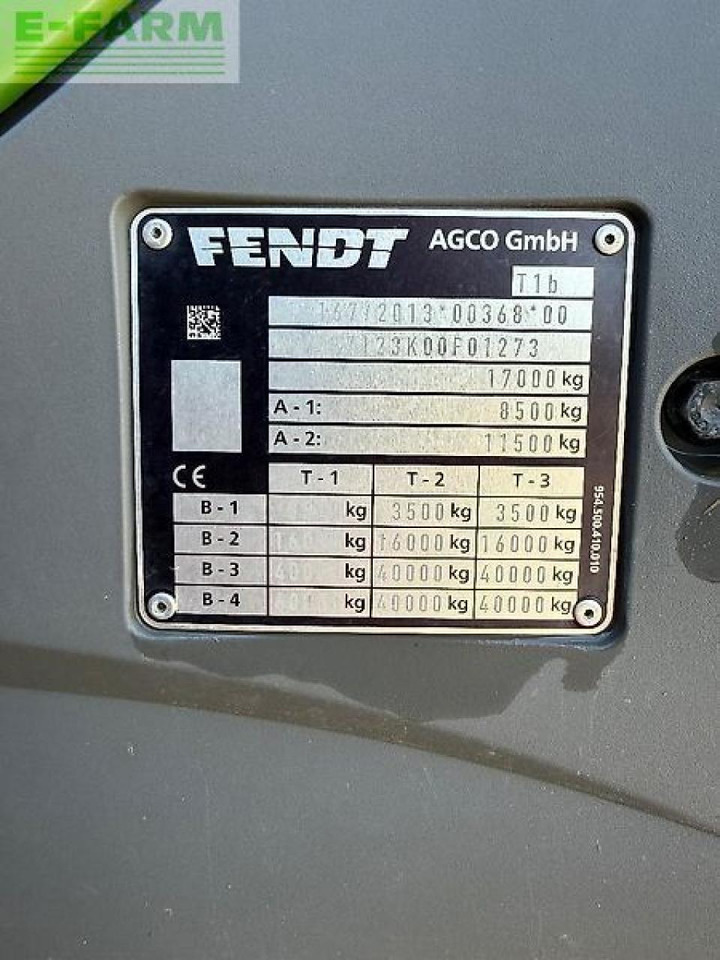 E-FARM
FENDT AGCO GmbH
T1b
167/2013*00368*00
17000 kg
A - 1: 8500 kg
A - 2: 11500 kg
CE T - 1 T - 2 T - 3
B - 1 kg 3500 kg 3500 kg
B - 2 kg 16000 kg 16000 kg
B - 3 kg 40000 kg 40000 kg
B - 4 kg 40000 kg 40000 kg
954.500.410.010